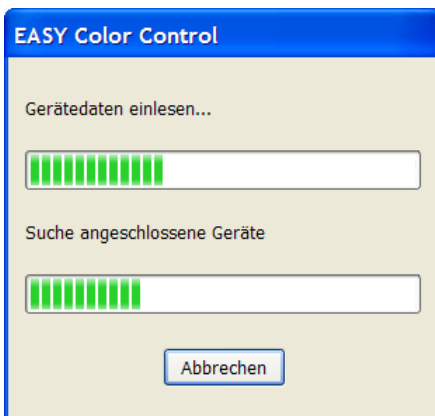 EASY Color Control
Gerätedaten einlesen...
Suche angeschlossene Geräte
Abbrechen